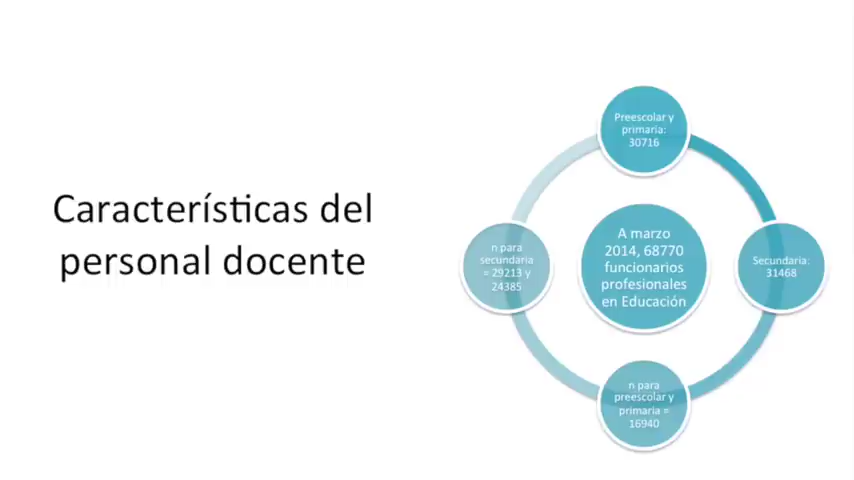 Características del
personal docente
Preescolar y
primaria:
30716
A marzo
2014, 68770
funcionarios
profesionales
en Educación
Secundaria:
31468
n para
preescolar y
primaria =
16940
n para
secundaria
= 29213 y
24385